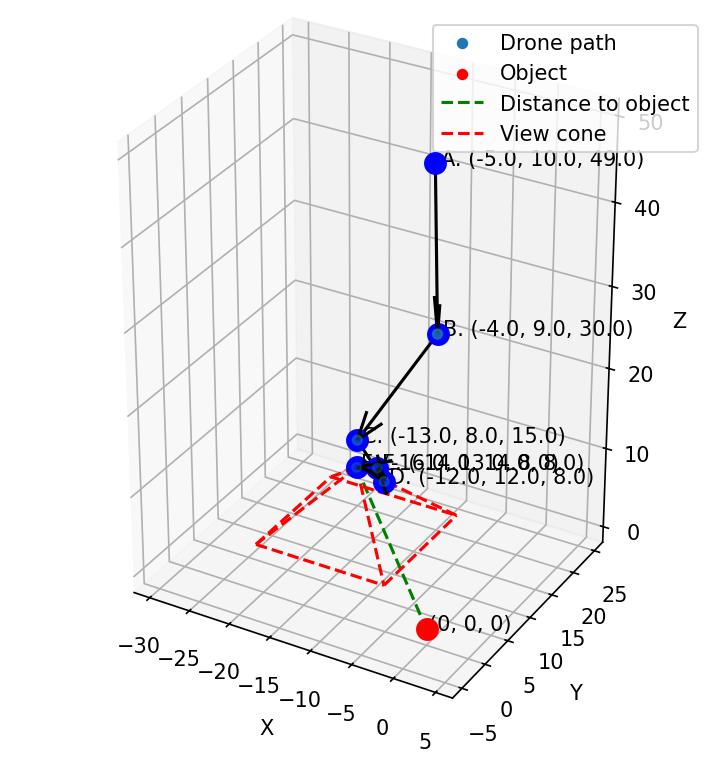 Drone path
Object
Distance to object
View cone
50
A. (-5.0, 10.0, 49.0)
40
30
Z
B. (-4.0, 9.0, 30.0)
20
(-13.0, 8.0, 15.0)
10
D. (-12.0, 12.0, 8.0)
0
(0, 0, 0)
−30
−25
−20
−15
−10
−5
0
5
X
25
20
15
10
5
0
−5
Y